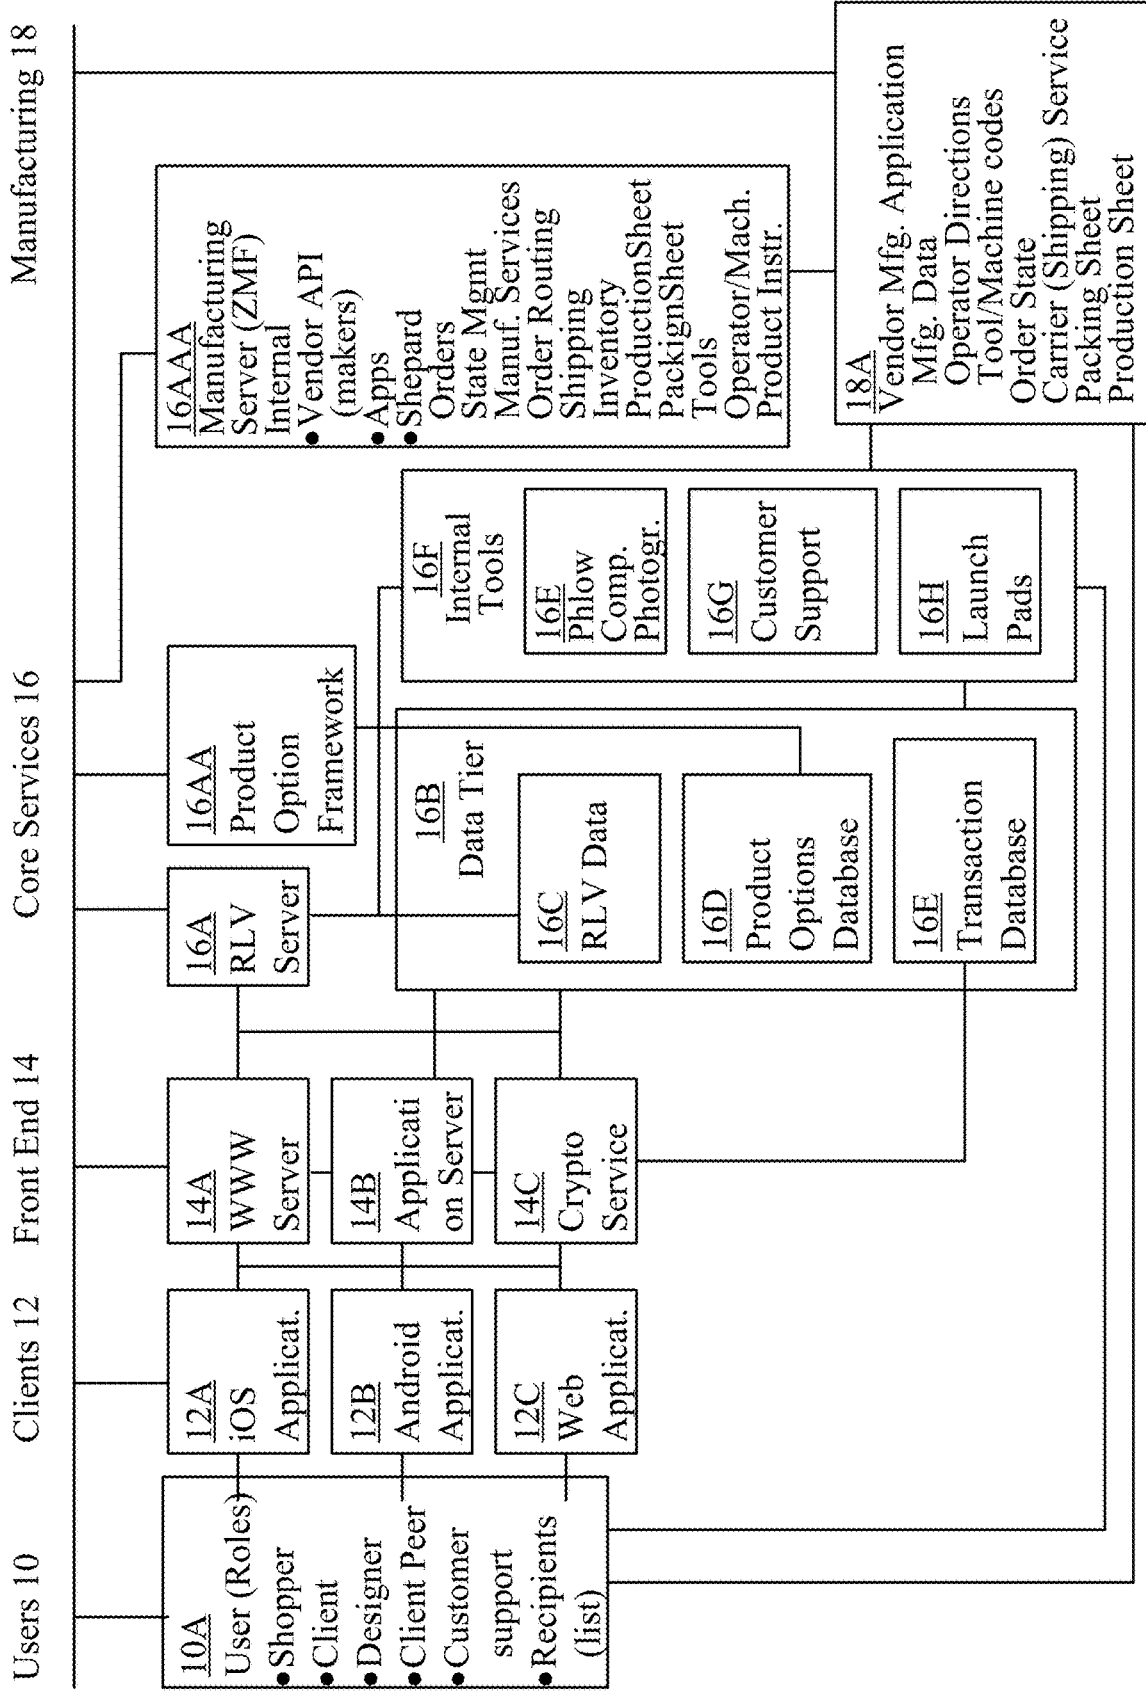 Users 10
Clients 12
Front End 14
Core Services 16
Manufacturing 18
10A
User (Roles)
●Shopper
●Client
●Designer
●Client Peer
●Customer
support
●Recipients
(list)
12A
iOS
Applicat.
12B
Android
Applicat.
12C
Web
Applicat.
14A
WWW
Server
14B
Applicati
on Server
14C
Crypto
Service
16A
RLV
Server
16AA
Product
Option
Framework
16B
Data Tier
16C
RLV Data
16D
Product
Options
Database
16E
Transaction
Database
16F
Internal
Tools
16E
Phlow
Comp.
Photogr.
16G
Customer
Support
16H
Launch
Pads
16AAA
Manufacturing
Server (ZMF)
Internal
● Vendor API
(makers)
●Apps
●Shepard
Orders
State Mgmt
Manuf. Services
Order Routing
Shipping
Inventory
ProductionSheet
PackignSheet
Tools
Operator/Mach.
Product Instr.
18A
Vendor Mfg. Application
Mfg. Data
Operator Directions
Tool/Machine codes
Order State
Carrier (Shipping) Service
Packing Sheet
Production Sheet